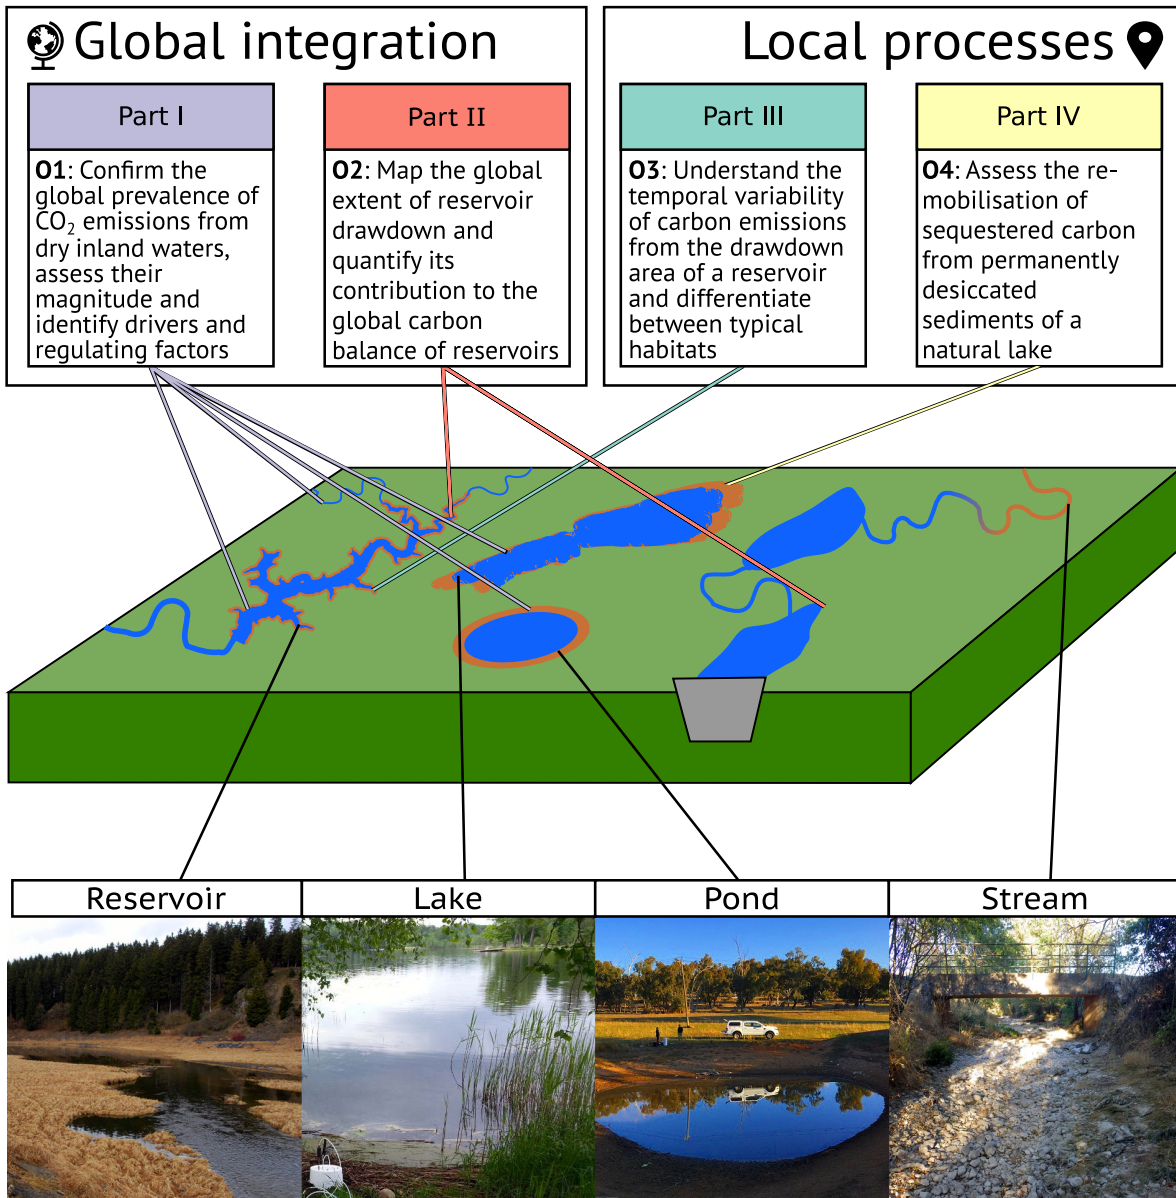 Global integration
Local processes
Part I
O1: Confirm the
global prevalence of
CO₂ emissions from
dry inland waters,
assess their
magnitude and
identify drivers and
regulating factors
Part II
O2: Map the global
extent of reservoir
drawdown and
quantify its
contribution to the
global carbon
balance of reservoirs
Part III
O3: Understand the
temporal variability
of carbon emissions
from the drawdown
area of a reservoir
and differentiate
between typical
habitats
Part IV
O4: Assess the re-
mobilisation of
sequestered carbon
from permanently
desiccated
sediments of a
natural lake
Reservoir
Lake
Pond
Stream